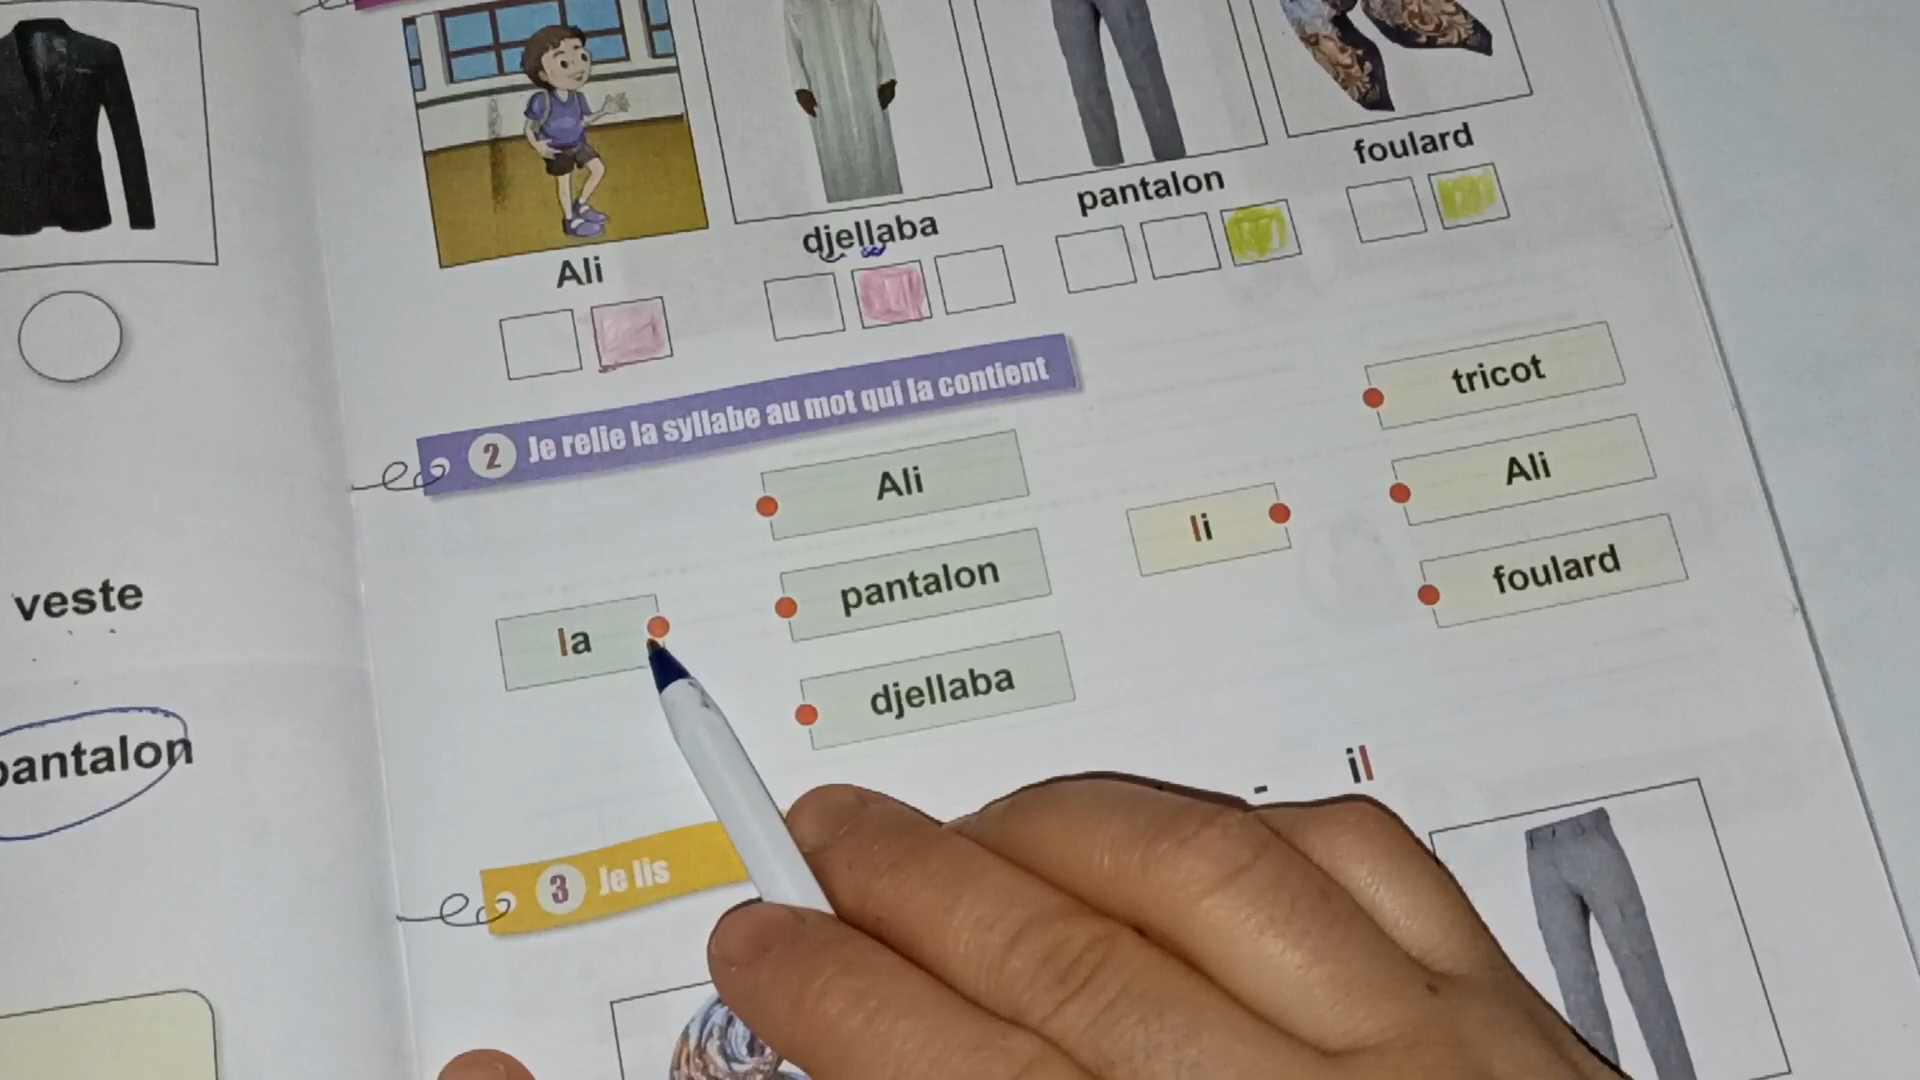 veste
pantalon
Ali
djellaba
pantalon
foulard
2 Je relie la syllabe au mot qui la contient
la
Ali
pantalon
djellaba
li
tricot
Ali
foulard
- il
3 Je lis